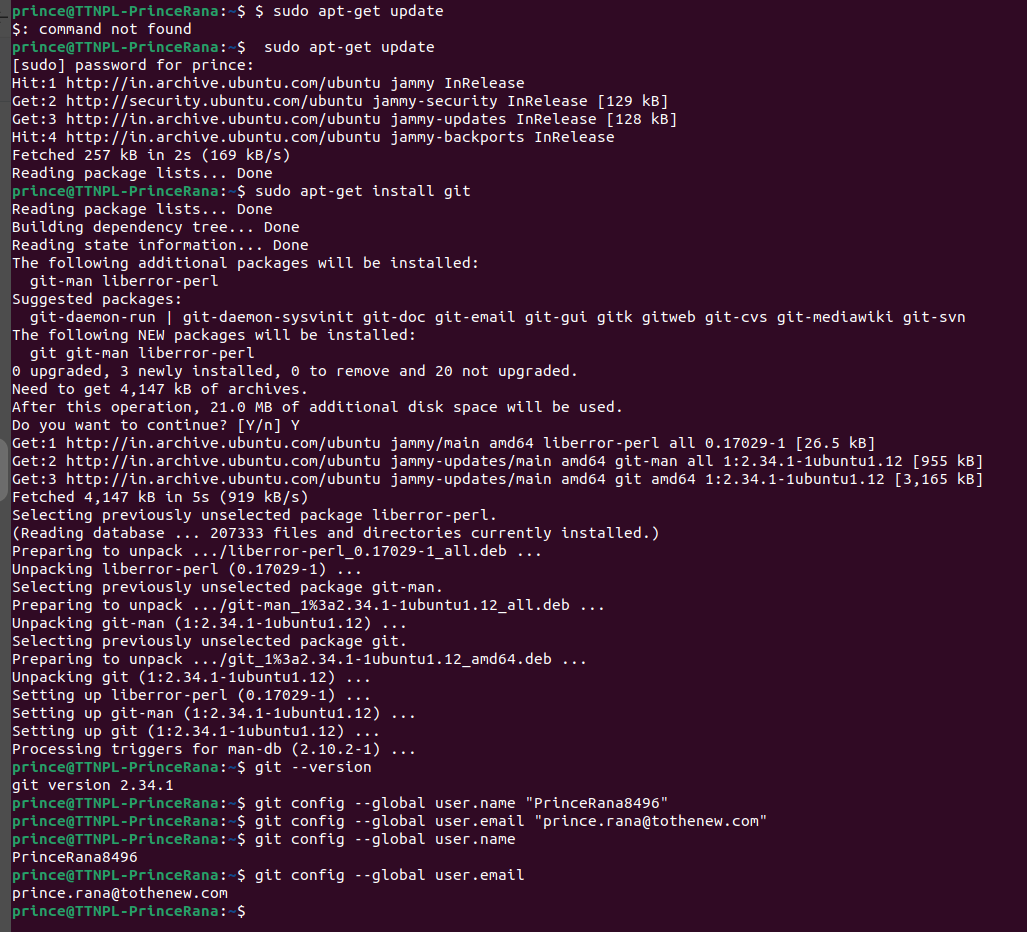 prince@TTNPL-PrinceRana:~$ $ sudo apt-get update
$: command not found
prince@TTNPL-PrinceRana:~$  sudo apt-get update
[sudo] password for prince:
Hit:1 http://in.archive.ubuntu.com/ubuntu jammy InRelease
Get:2 http://security.ubuntu.com/ubuntu jammy-security InRelease [129 kB]
Get:3 http://in.archive.ubuntu.com/ubuntu jammy-updates InRelease [128 kB]
Hit:4 http://in.archive.ubuntu.com/ubuntu jammy-backports InRelease
Fetched 257 kB in 2s (169 kB/s)
Reading package lists... Done
prince@TTNPL-PrinceRana:~$ sudo apt-get install git
Reading package lists... Done
Building dependency tree... Done
Reading state information... Done
The following additional packages will be installed:
  git-man liberror-perl
Suggested packages:
  git-daemon-run | git-daemon-sysvinit git-doc git-email git-gui gitk gitweb git-cvs git-mediawiki git-svn
The following NEW packages will be installed:
  git git-man liberror-perl
0 upgraded, 3 newly installed, 0 to remove and 20 not upgraded.
Need to get 4,147 kB of archives.
After this operation, 21.0 MB of additional disk space will be used.
Do you want to continue? [Y/n] Y
Get:1 http://in.archive.ubuntu.com/ubuntu jammy/main amd64 liberror-perl all 0.17029-1 [26.5 kB]
Get:2 http://in.archive.ubuntu.com/ubuntu jammy-updates/main amd64 git-man all 1:2.34.1-1ubuntu1.12 [955 kB]
Get:3 http://in.archive.ubuntu.com/ubuntu jammy-updates/main amd64 git amd64 1:2.34.1-1ubuntu1.12 [3,165 kB]
Fetched 4,147 kB in 5s (919 kB/s)
Selecting previously unselected package liberror-perl.
(Reading database ... 207333 files and directories currently installed.)
Preparing to unpack .../liberror-perl_0.17029-1_all.deb ...
Unpacking liberror-perl (0.17029-1) ...
Selecting previously unselected package git-man.
Preparing to unpack .../git-man_1%3a2.34.1-1ubuntu1.12_all.deb ...
Unpacking git-man (1:2.34.1-1ubuntu1.12) ...
Selecting previously unselected package git.
Preparing to unpack .../git_1%3a2.34.1-1ubuntu1.12_amd64.deb ...
Unpacking git (1:2.34.1-1ubuntu1.12) ...
Setting up liberror-perl (0.17029-1) ...
Setting up git-man (1:2.34.1-1ubuntu1.12) ...
Setting up git (1:2.34.1-1ubuntu1.12) ...
Processing triggers for man-db (2.10.2-1) ...
prince@TTNPL-PrinceRana:~$ git --version
git version 2.34.1
prince@TTNPL-PrinceRana:~$ git config --global user.name "PrinceRana8496"
prince@TTNPL-PrinceRana:~$ git config --global user.email "prince.rana@tothenew.com"
prince@TTNPL-PrinceRana:~$ git config --global user.name
PrinceRana8496
prince@TTNPL-PrinceRana:~$ git config --global user.email
prince.rana@tothenew.com
prince@TTNPL-PrinceRana:~$